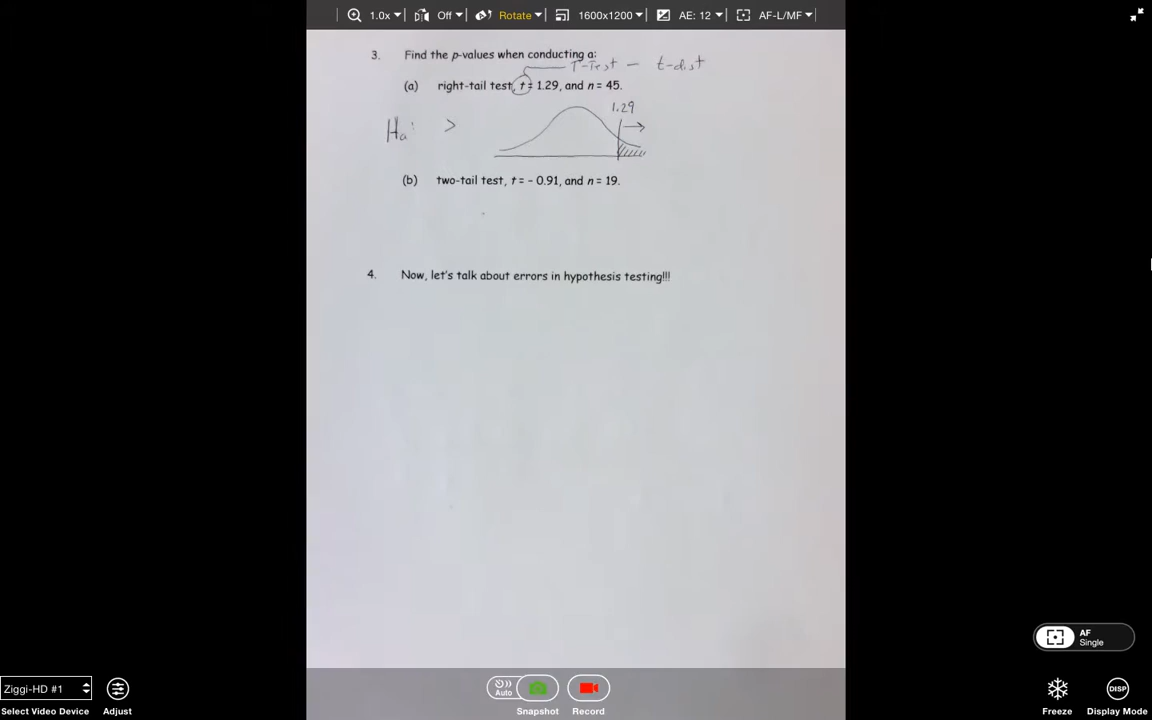 1.0x Off Rotate 1600x1200 AE: 12 AF-L/MF
3. Find the p-values when conducting a:
T-Test - t-dist
(a) right-tail test, t = 1.29, and n = 45.
1.29
Ha: >
(b) two-tail test, t = - 0.91, and n = 19.
4. Now, let's talk about errors in hypothesis testing!!!
AF
Single
Ziggi-HD #1
Auto
Select Video Device Adjust Snapshot Record
DISP
Freeze Display Mode